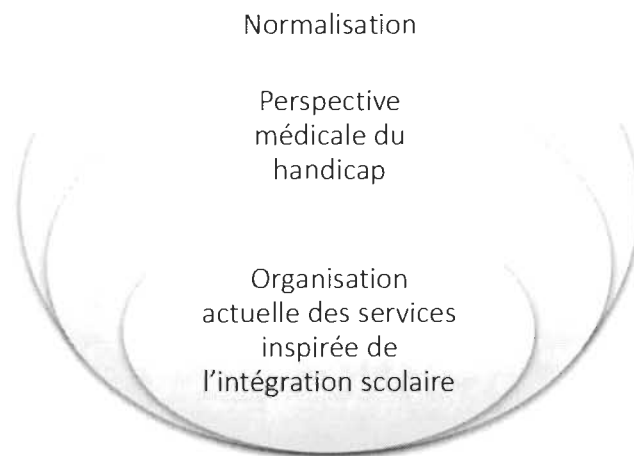 Normalisation
Perspective
médicale du
handicap
Organisation
actuelle des services
inspirée de
l'intégration scolaire